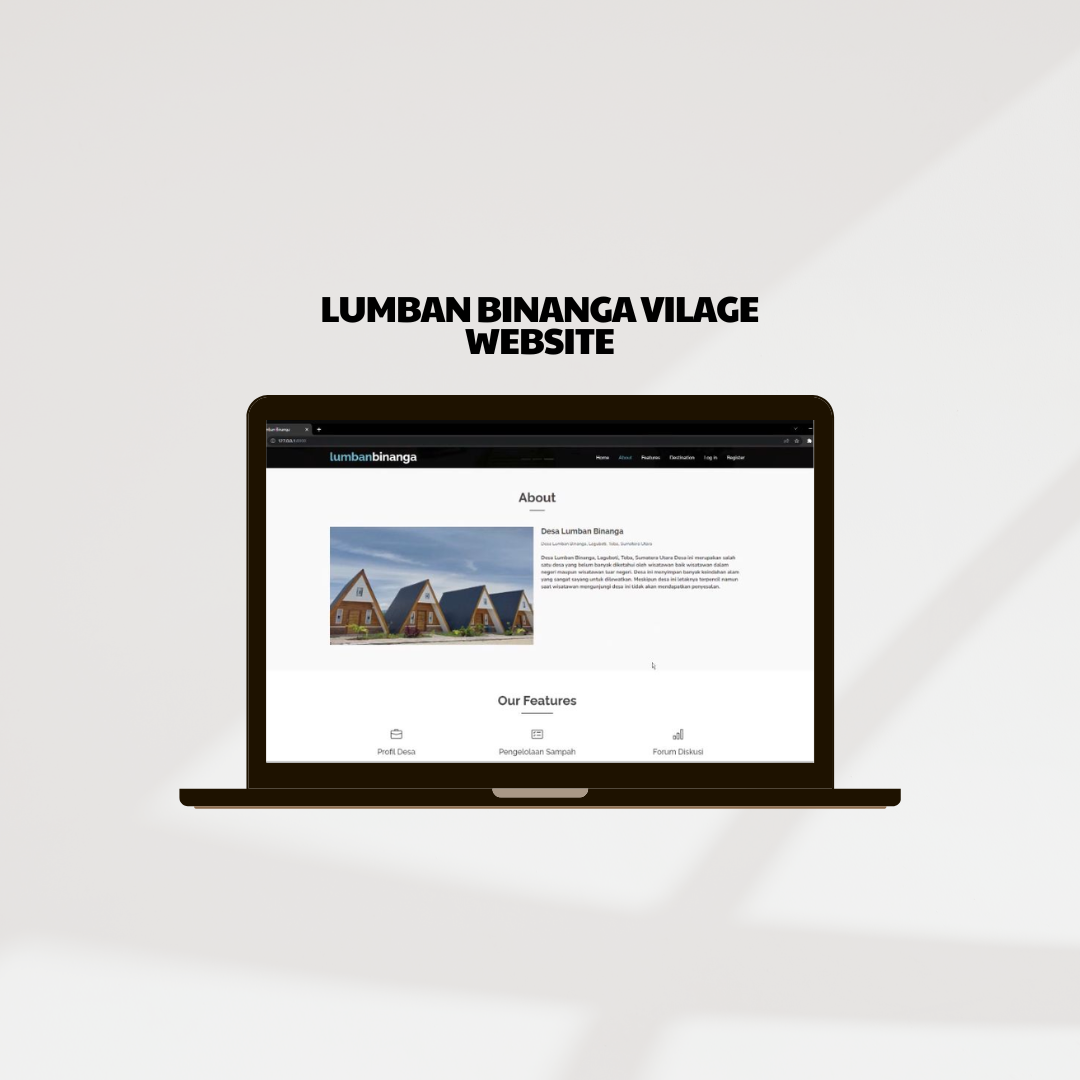 LUMBAN BINANGA VILAGE
WEBSITE
lumbanbinanga
Home About Features Destination Log In Register
About
Desa Lumban Binanga
Desa Lumban Binanga, Laguboti, Toba, Sumatera Utara
Desa Lumban Binanga, Laguboti, Toba, Sumatera Utara Desa ini merupakan salah
satu desa yang belum banyak diketahui oleh wisatawan baik wisatawan dalam
negeri maupun wisatawan luar negeri. Desa ini menyimpan banyak keindahan alam
yang sangat sayang untuk dilewatkan. Meskipun desa ini letaknya terpencil namun
saat wisatawan mengunjungi desa ini tidak akan mendapatkan penyesalan.
Our Features
Profil Desa Pengelolaan Sampah Forum Diskusi